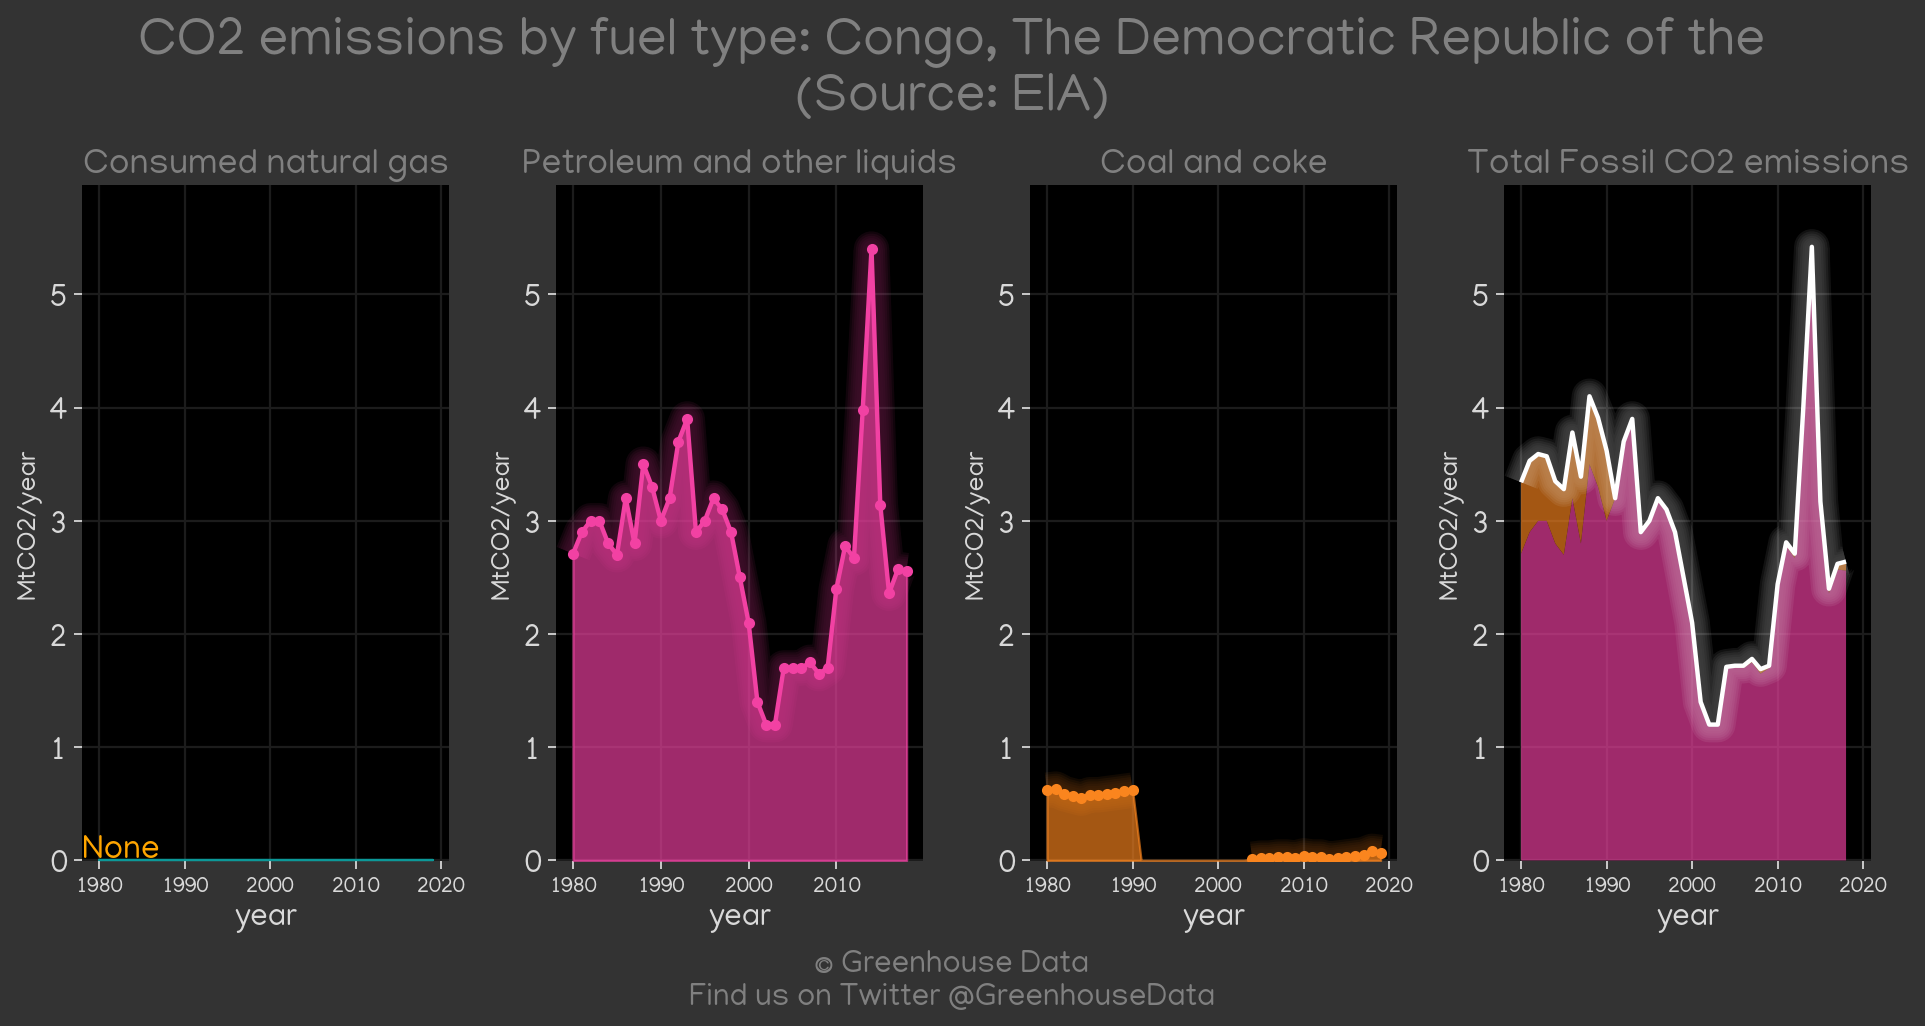 CO2 emissions by fuel type: Congo, The Democratic Republic of the
(Source: EIA)
Consumed natural gas
MtCO2/year
5
4
3
2
1
0
None
1980 1990 2000 2010 2020
year
Petroleum and other liquids
MtCO2/year
5
4
3
2
1
0
1980 1990 2000 2010
year
Coal and coke
MtCO2/year
5
4
3
2
1
0
1980 1990 2000 2010 2020
year
Total Fossil CO2 emissions
MtCO2/year
5
4
3
2
1
0
1980 1990 2000 2010 2020
year
© Greenhouse Data
Find us on Twitter @GreenhouseData